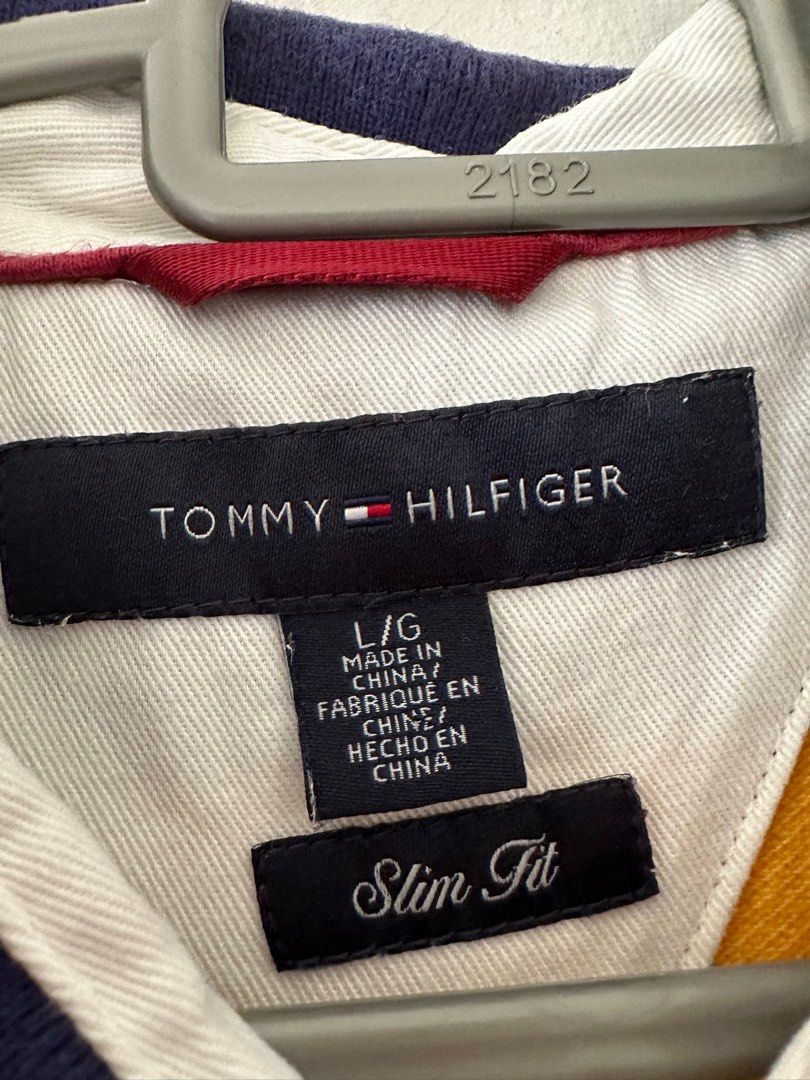 2182
TOMMY HILFIGER
L/G
MADE IN
CHINA/
FABRIQUÉ EN
CHINE/
HECHO EN
CHINA
Slim Fit